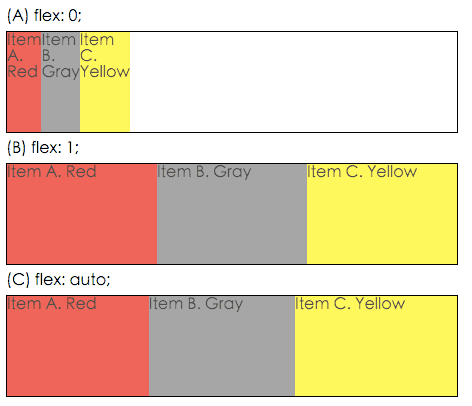 (A) flex: 0;
Item Item Item
A. B. C.
Red Gray Yellow
(B) flex: 1;
Item A. Red Item B. Gray Item C. Yellow
(C) flex: auto;
Item A. Red Item B. Gray Item C. Yellow